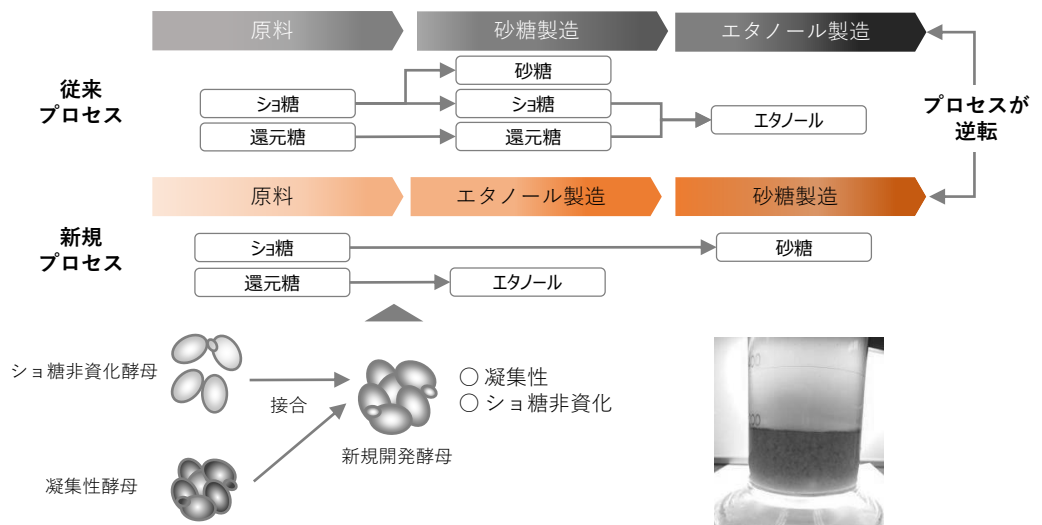 原料
砂糖製造
エタノール製造
従来
プロセス
砂糖
ショ糖
ショ糖
還元糖
還元糖
エタノール
プロセスが
逆転
原料
エタノール製造
砂糖製造
新規
プロセス
ショ糖
砂糖
還元糖
エタノール
ショ糖非資化酵母
接合
○ 凝集性
○ ショ糖非資化
新規開発酵母
凝集性酵母